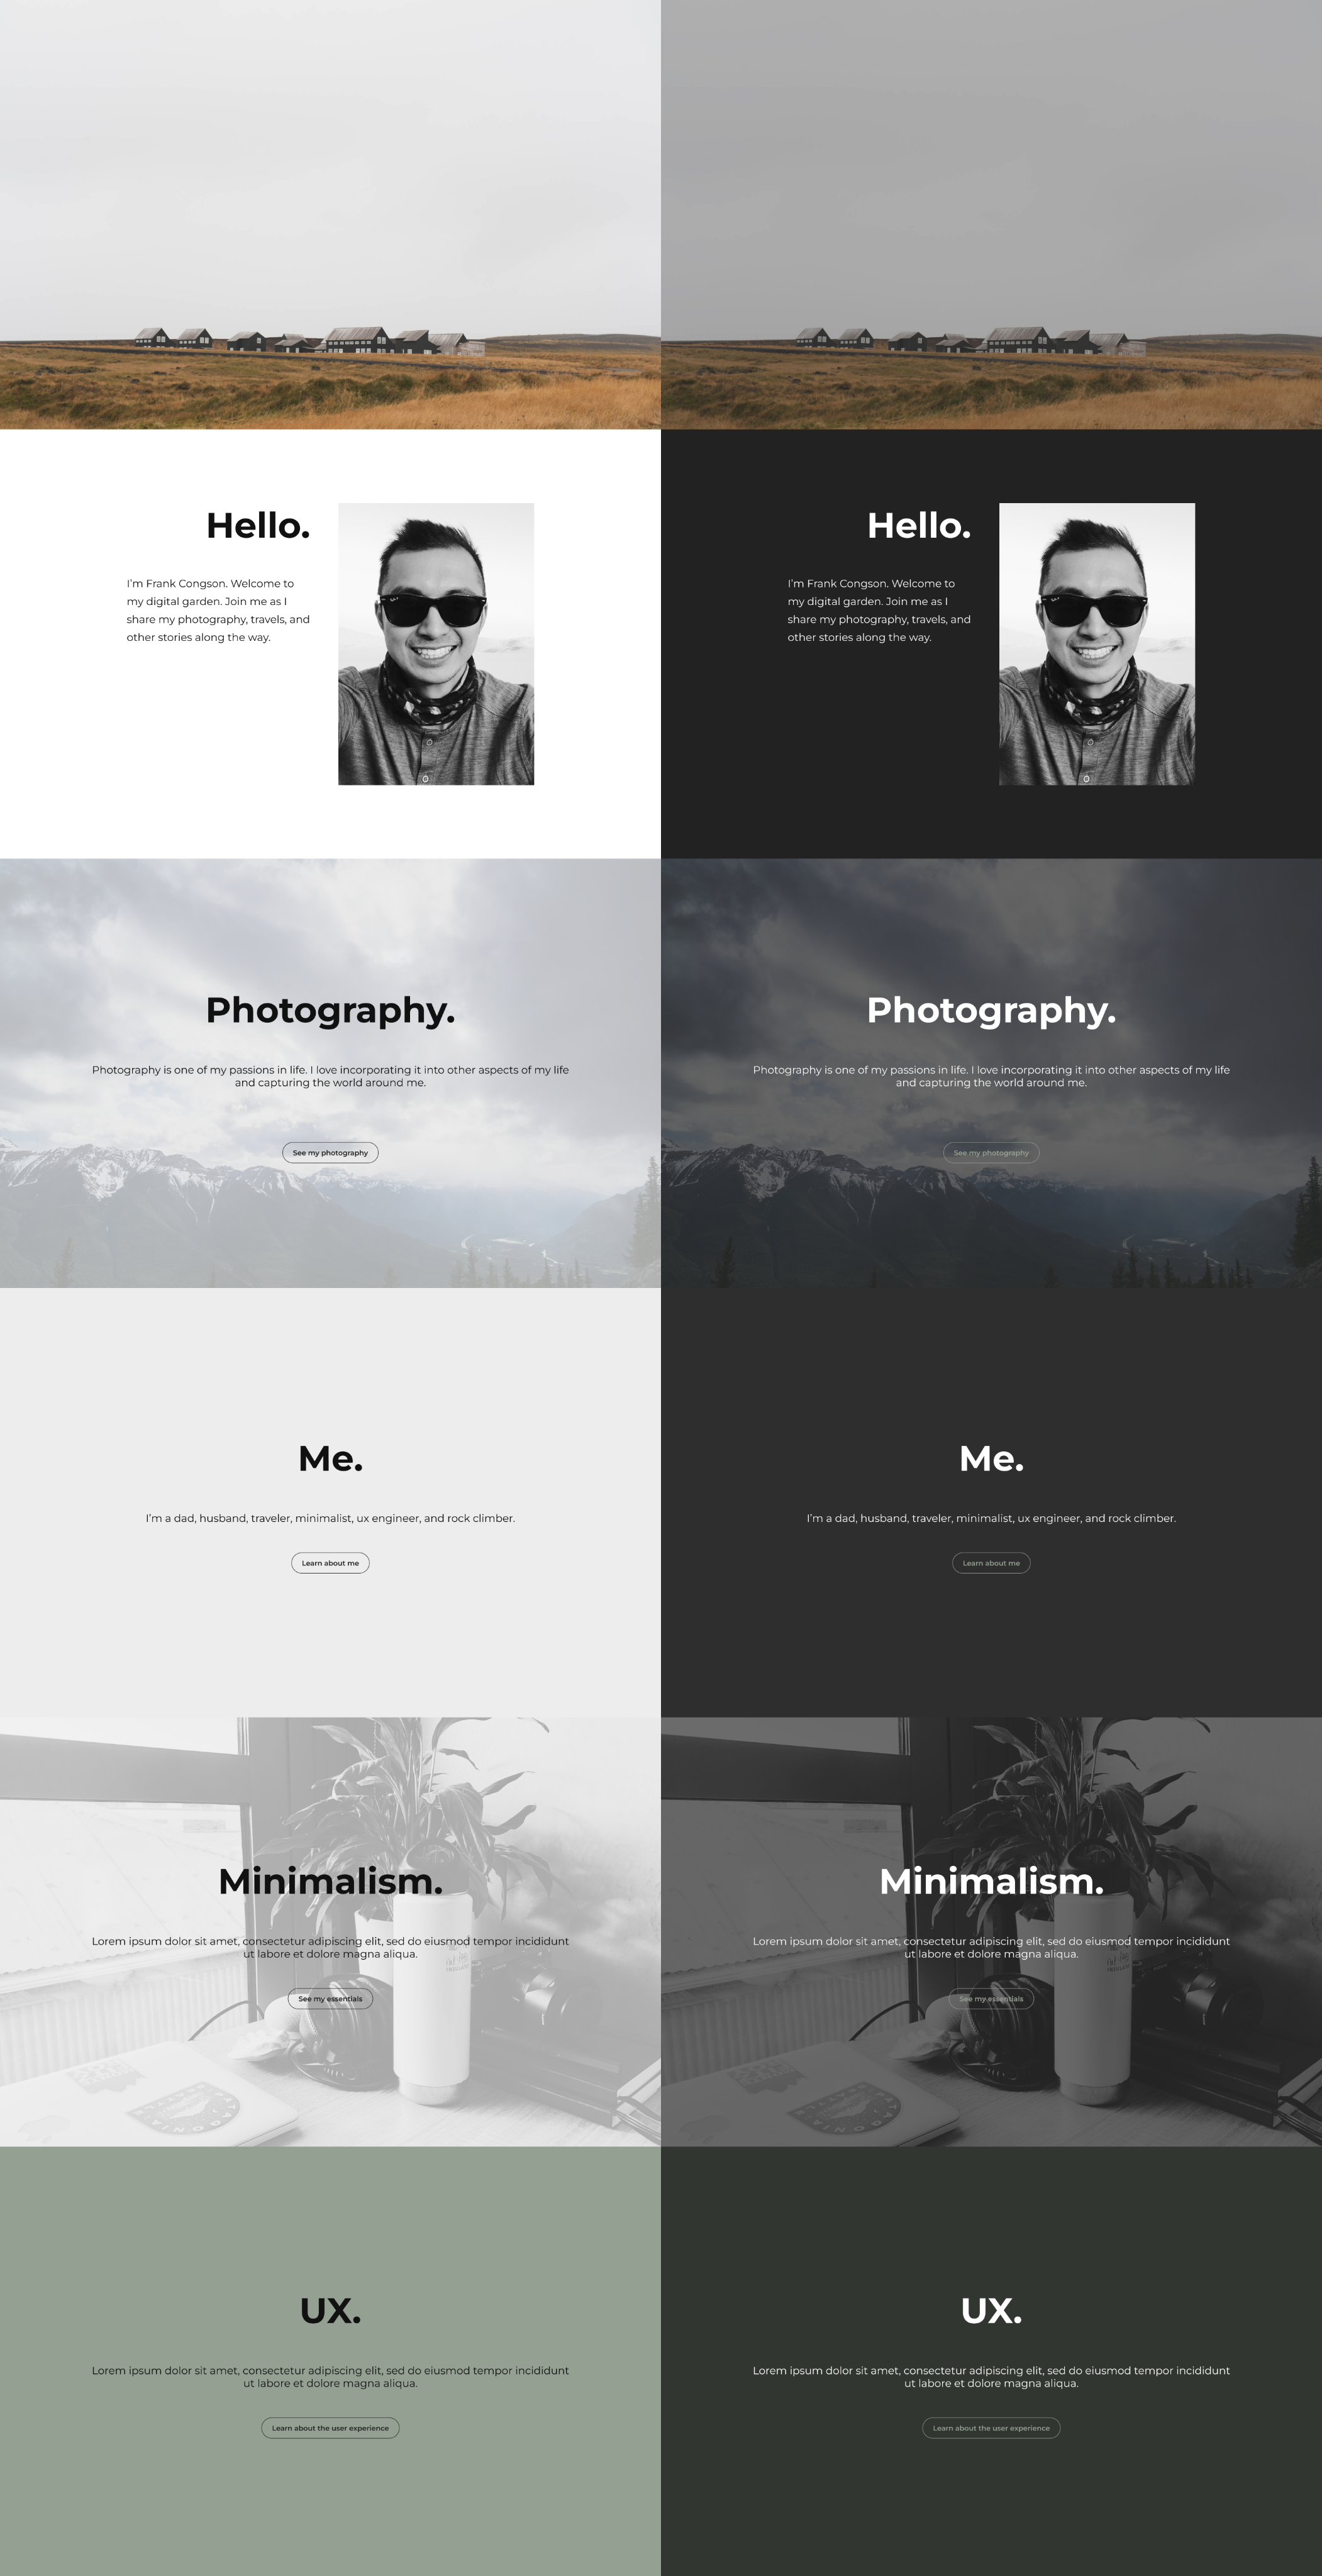 Hello.
I'm Frank Congson. Welcome to
my digital garden. Join me as I
share my photography, travels, and
other stories along the way.
Hello.
I'm Frank Congson. Welcome to
my digital garden. Join me as I
share my photography, travels, and
other stories along the way.
Photography.
Photography is one of my passions in life. I love incorporating it into other aspects of my life
and capturing the world around me.
See my photography
Photography.
Photography is one of my passions in life. I love incorporating it into other aspects of my life
and capturing the world around me.
See my photography
Me.
I'm a dad, husband, traveler, minimalist, ux engineer, and rock climber.
Learn about me
Me.
I'm a dad, husband, traveler, minimalist, ux engineer, and rock climber.
Learn about me
Minimalism.
Lorem ipsum dolor sit amet, consectetur adipiscing elit, sed do eiusmod tempor incididunt
ut labore et dolore magna aliqua.
See my essentials
Minimalism.
Lorem ipsum dolor sit amet, consectetur adipiscing elit, sed do eiusmod tempor incididunt
ut labore et dolore magna aliqua.
See my essentials
UX.
Lorem ipsum dolor sit amet, consectetur adipiscing elit, sed do eiusmod tempor incididunt
ut labore et dolore magna aliqua.
Learn about the user experience
UX.
Lorem ipsum dolor sit amet, consectetur adipiscing elit, sed do eiusmod tempor incididunt
ut labore et dolore magna aliqua.
Learn about the user experience